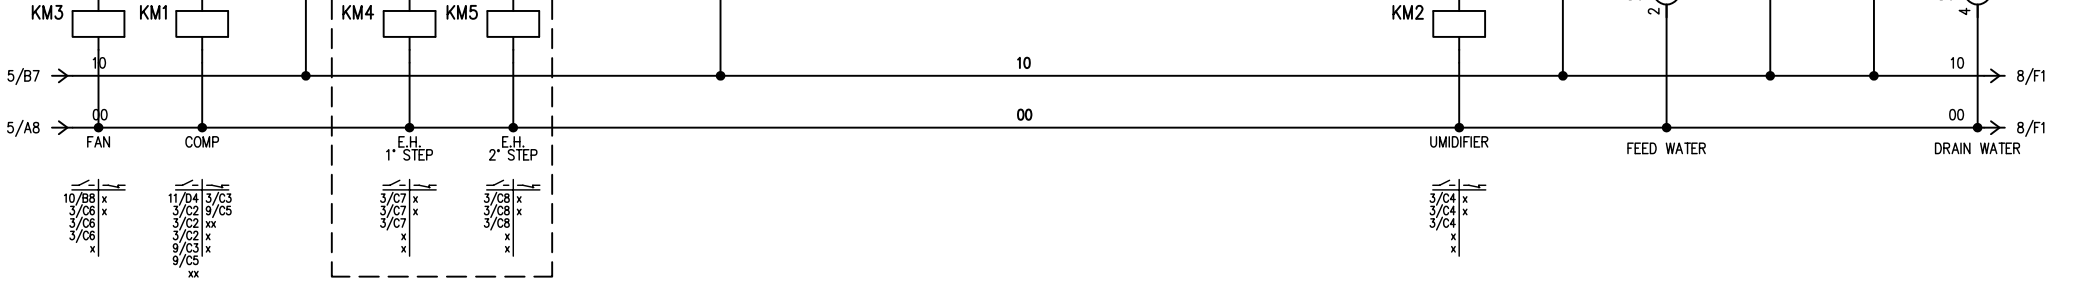 KM3 KM1 KM4 KM5 KM2 2 4
5/B7 10 10 10 8/F1
5/A8 00 00 00 8/F1
FAN COMP E.H. E.H. UMIDIFIER FEED WATER DRAIN WATER
1° STEP 2° STEP
10/B8 x 11/D4 3/C3 3/C7 x 3/C8 x 3/C4 x
3/C6 x 3/C2 9/C5 3/C7 x 3/C8 x 3/C4 x
3/C6 3/C2 xx 3/C7 3/C8 3/C4
3/C6 3/C2 x x x x
x 9/C3 x x x x
9/C5
xx